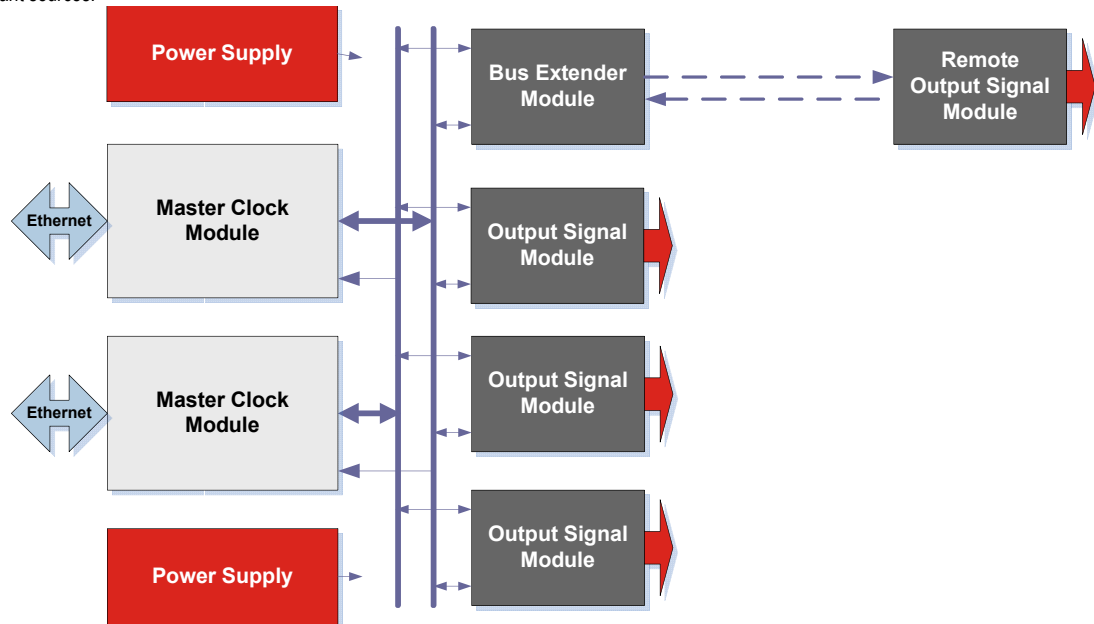 Power Supply
Bus Extender
Module
Remote
Output Signal
Module
Ethernet
Master Clock
Module
Output Signal
Module
Ethernet
Master Clock
Module
Output Signal
Module
Power Supply
Output Signal
Module